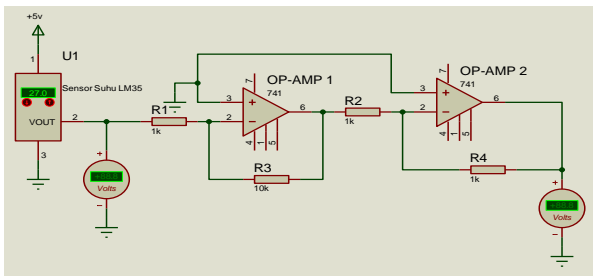 +5v
U1
1
27.0
Sensor Suhu LM35
VOUT
2
3
+
Volts
−
R1
1k
OP-AMP 1
741
7
3
+
2
−
6
4
1
5
R3
10k
R2
1k
OP-AMP 2
741
7
3
+
2
−
6
4
1
5
R4
1k
+
Volts
−